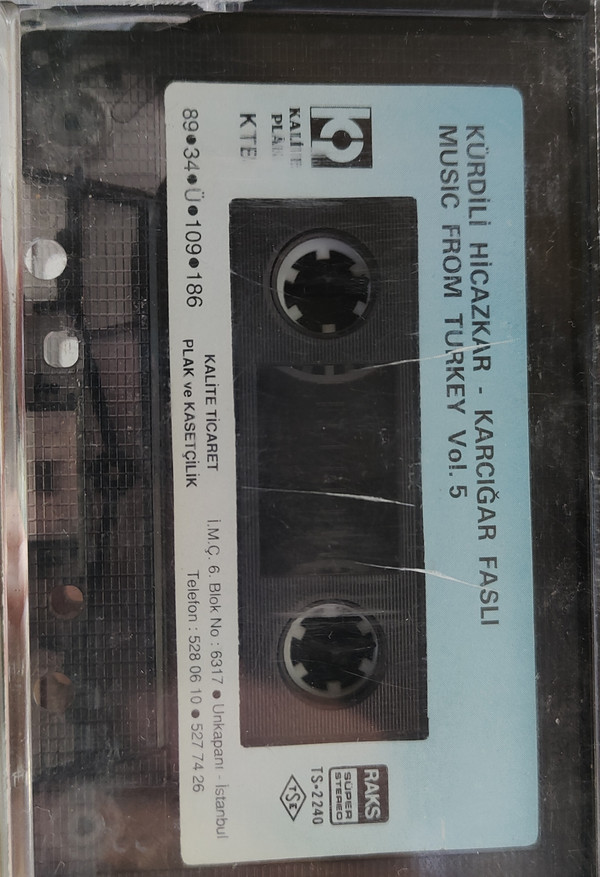 KÜRDİLİ HİCAZKAR - KARCIĞAR FASLI
MUSIC FROM TURKEY Vol. 5
KALİTE
PLAK
KTE
RAKS
SÜPER
STEREO
TS•2240
TSE
89•34•Ü•109•186
KALİTE TİCARET
PLAK ve KASETÇİLİK
İ.M.Ç. 6. Blok No : 6317 • Unkapanı - İstanbul
Telefon : 528 06 10 • 527 74 26